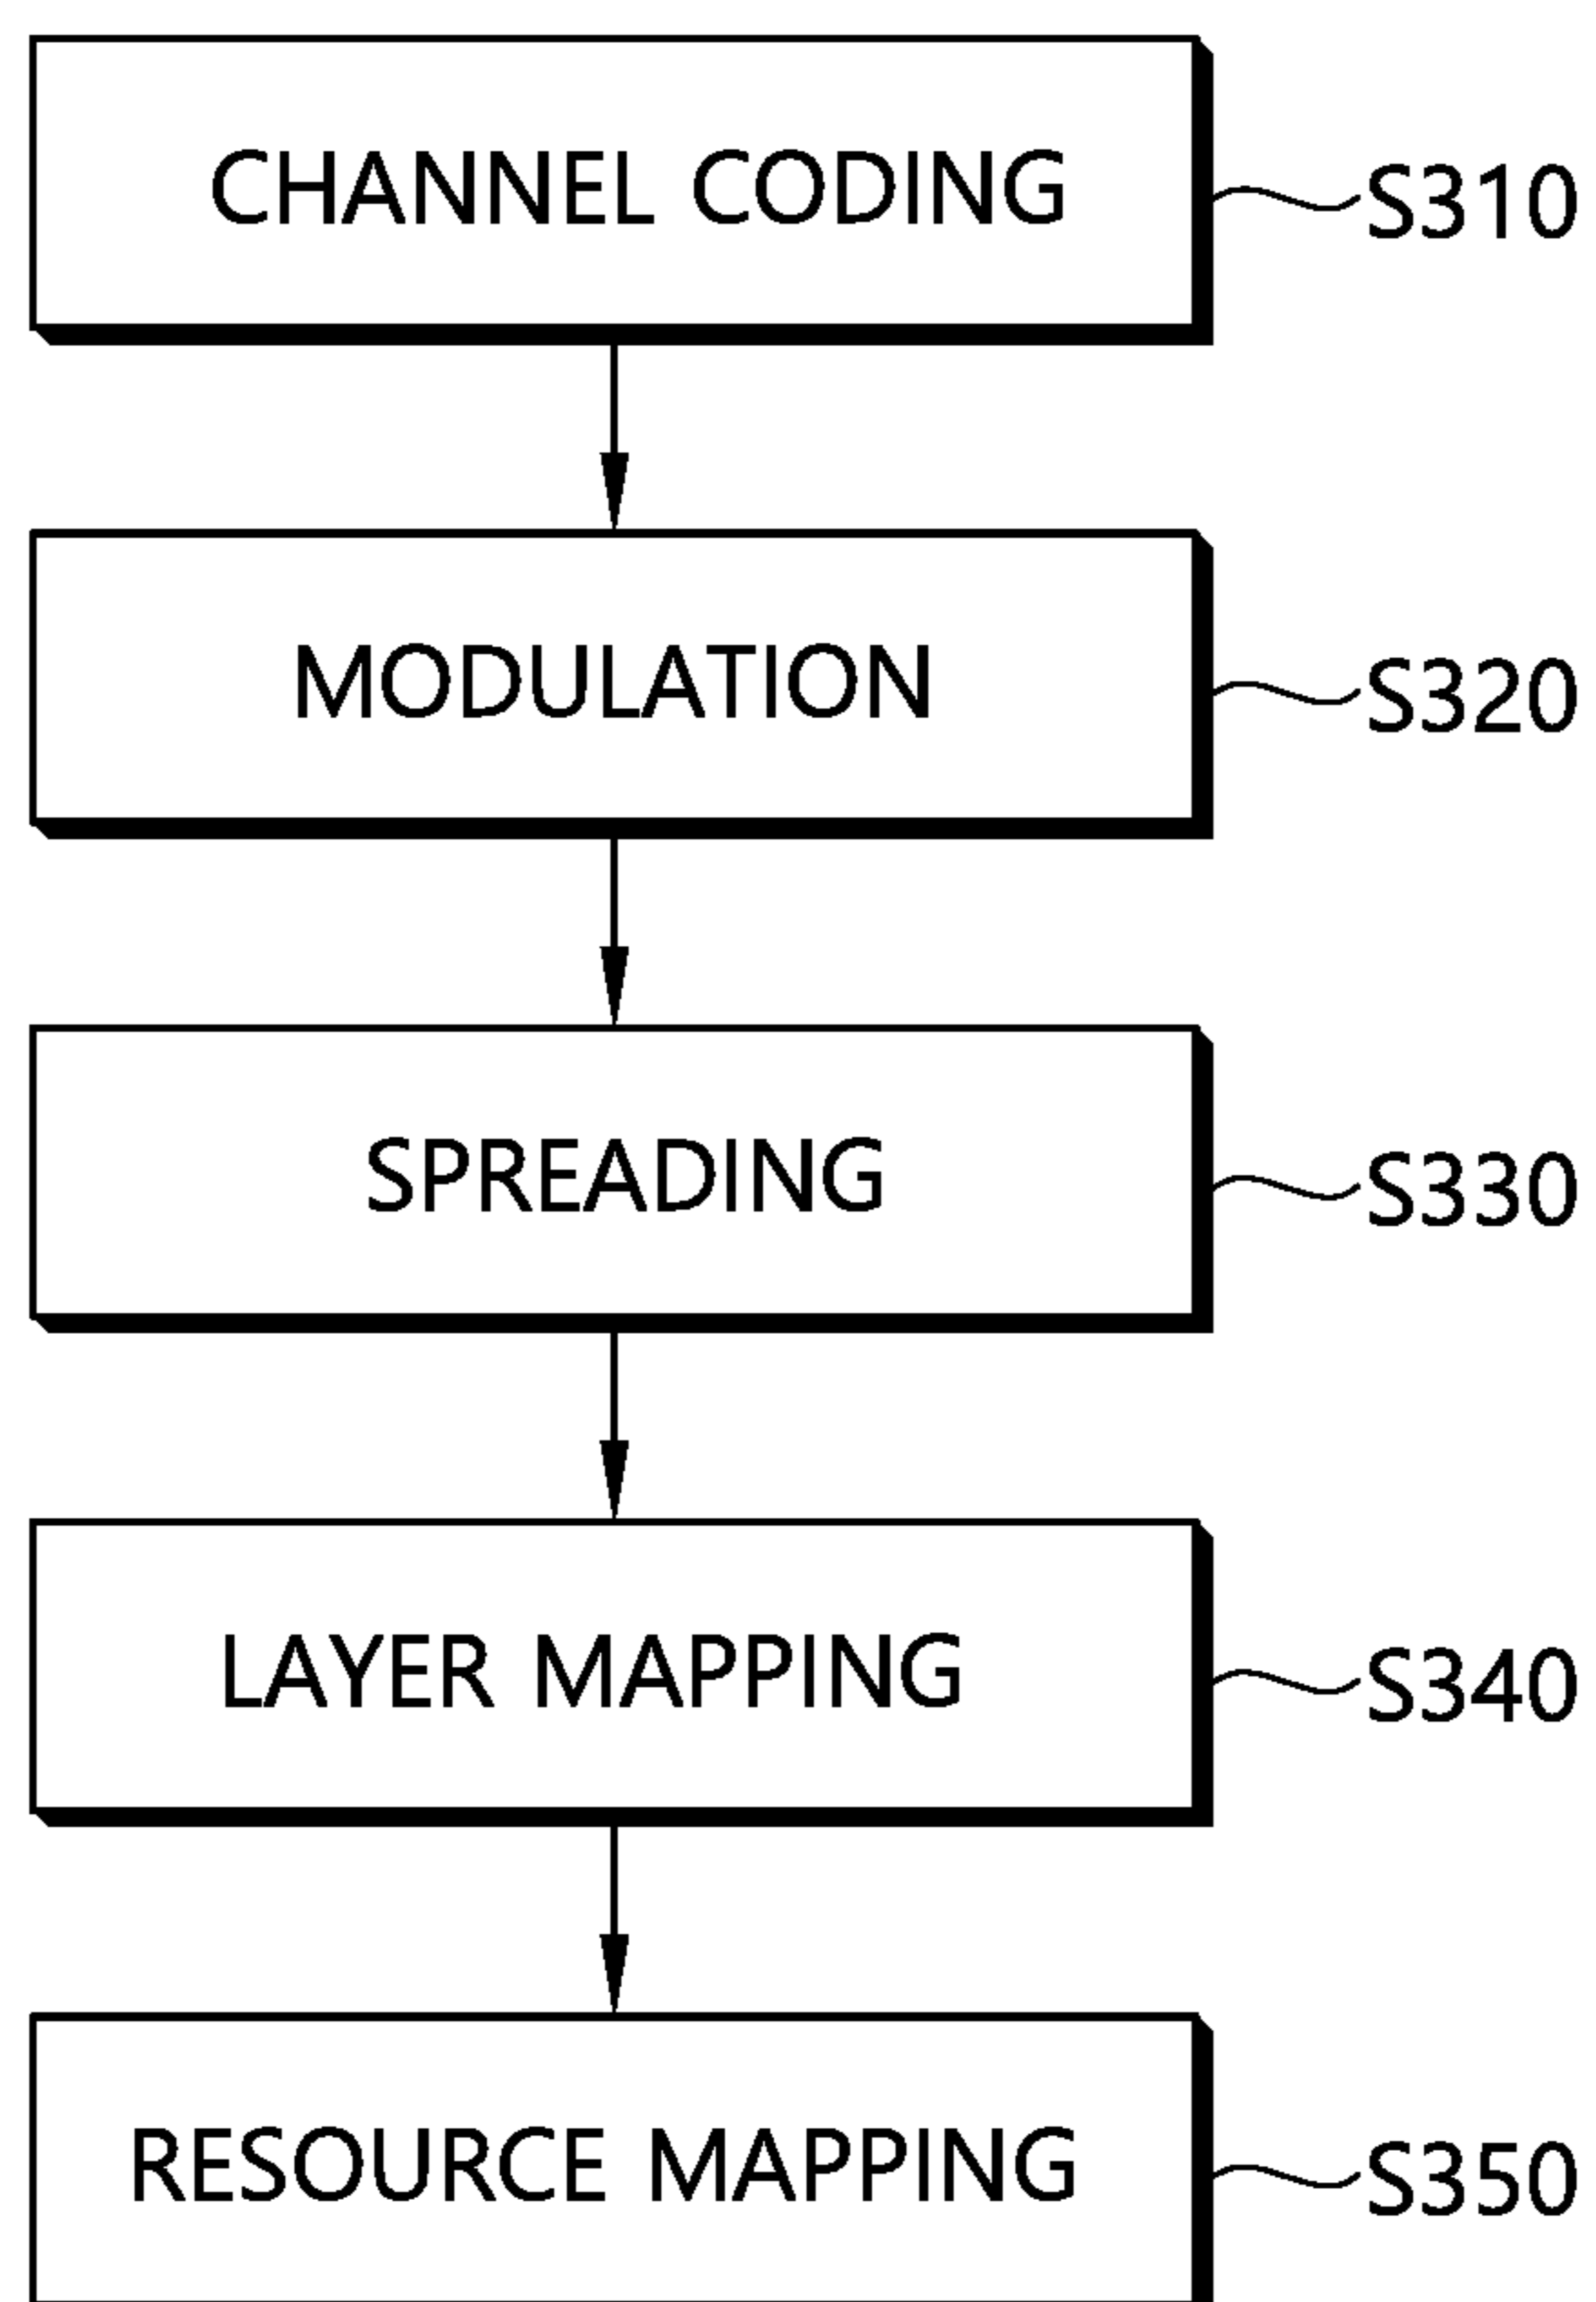 CHANNEL CODING S310
MODULATION S320
SPREADING S330
LAYER MAPPING S340
RESOURCE MAPPING S350